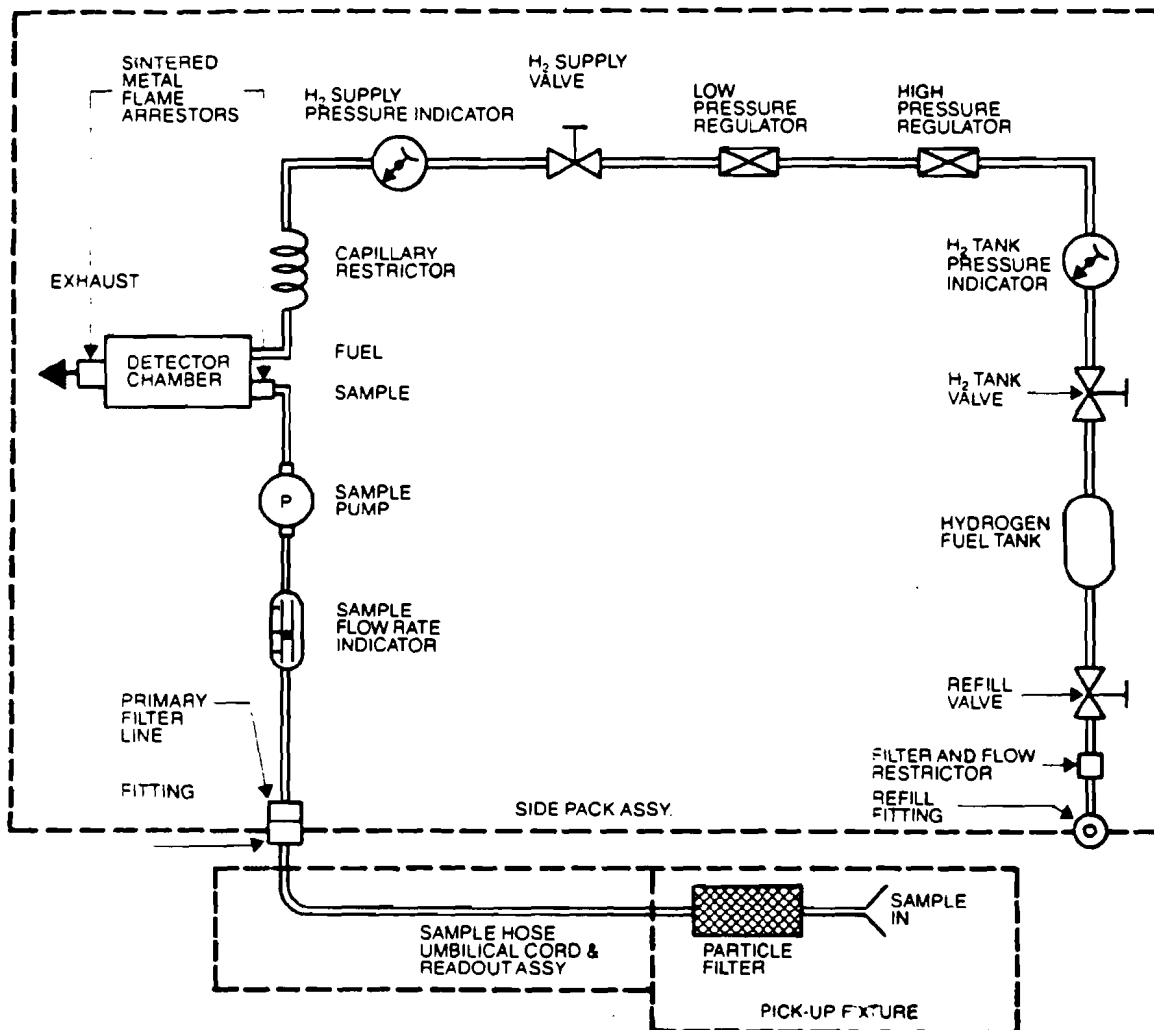 SINTERED
METAL
FLAME
ARRESTORS
H₂ SUPPLY
PRESSURE INDICATOR
H₂ SUPPLY
VALVE
LOW
PRESSURE
REGULATOR
HIGH
PRESSURE
REGULATOR
CAPILLARY
RESTRICTOR
H₂ TANK
PRESSURE
INDICATOR
EXHAUST
DETECTOR
CHAMBER
FUEL
SAMPLE
H₂ TANK
VALVE
P
SAMPLE
PUMP
HYDROGEN
FUEL TANK
SAMPLE
FLOW RATE
INDICATOR
PRIMARY
FILTER
LINE
REFILL
VALVE
FILTER AND FLOW
RESTRICTOR
FITTING
SIDE PACK ASSY.
REFILL
FITTING
SAMPLE HOSE
UMBILICAL CORD &
READOUT ASSY
PARTICLE
FILTER
SAMPLE
IN
PICK-UP FIXTURE